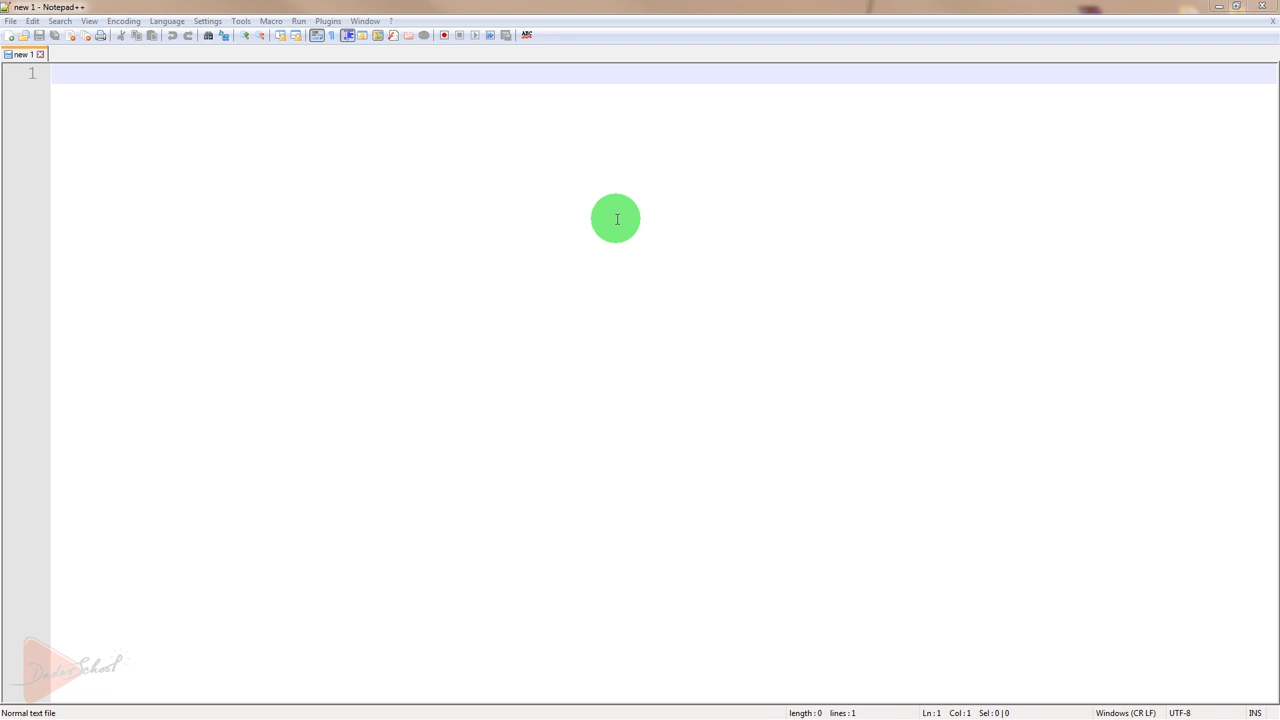 new 1 - Notepad++
File Edit Search View Encoding Language Settings Tools Macro Run Plugins Window ? X
ABC
new 1
1
DadarSchool
Normal text file length : 0 lines : 1 Ln : 1 Col : 1 Sel : 0 | 0 Windows (CR LF) UTF-8 INS